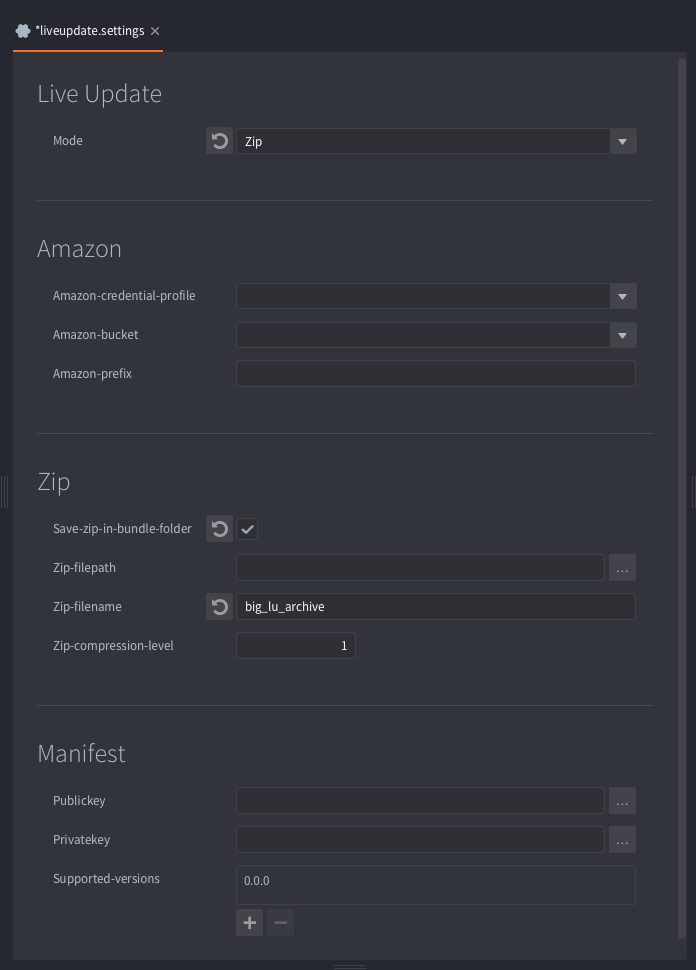 *liveupdate.settings
Live Update
Mode
Zip
Amazon
Amazon-credential-profile
Amazon-bucket
Amazon-prefix
Zip
Save-zip-in-bundle-folder
Zip-filepath
...
Zip-filename
big_lu_archive
Zip-compression-level
1
Manifest
Publickey
...
Privatekey
...
Supported-versions
0.0.0